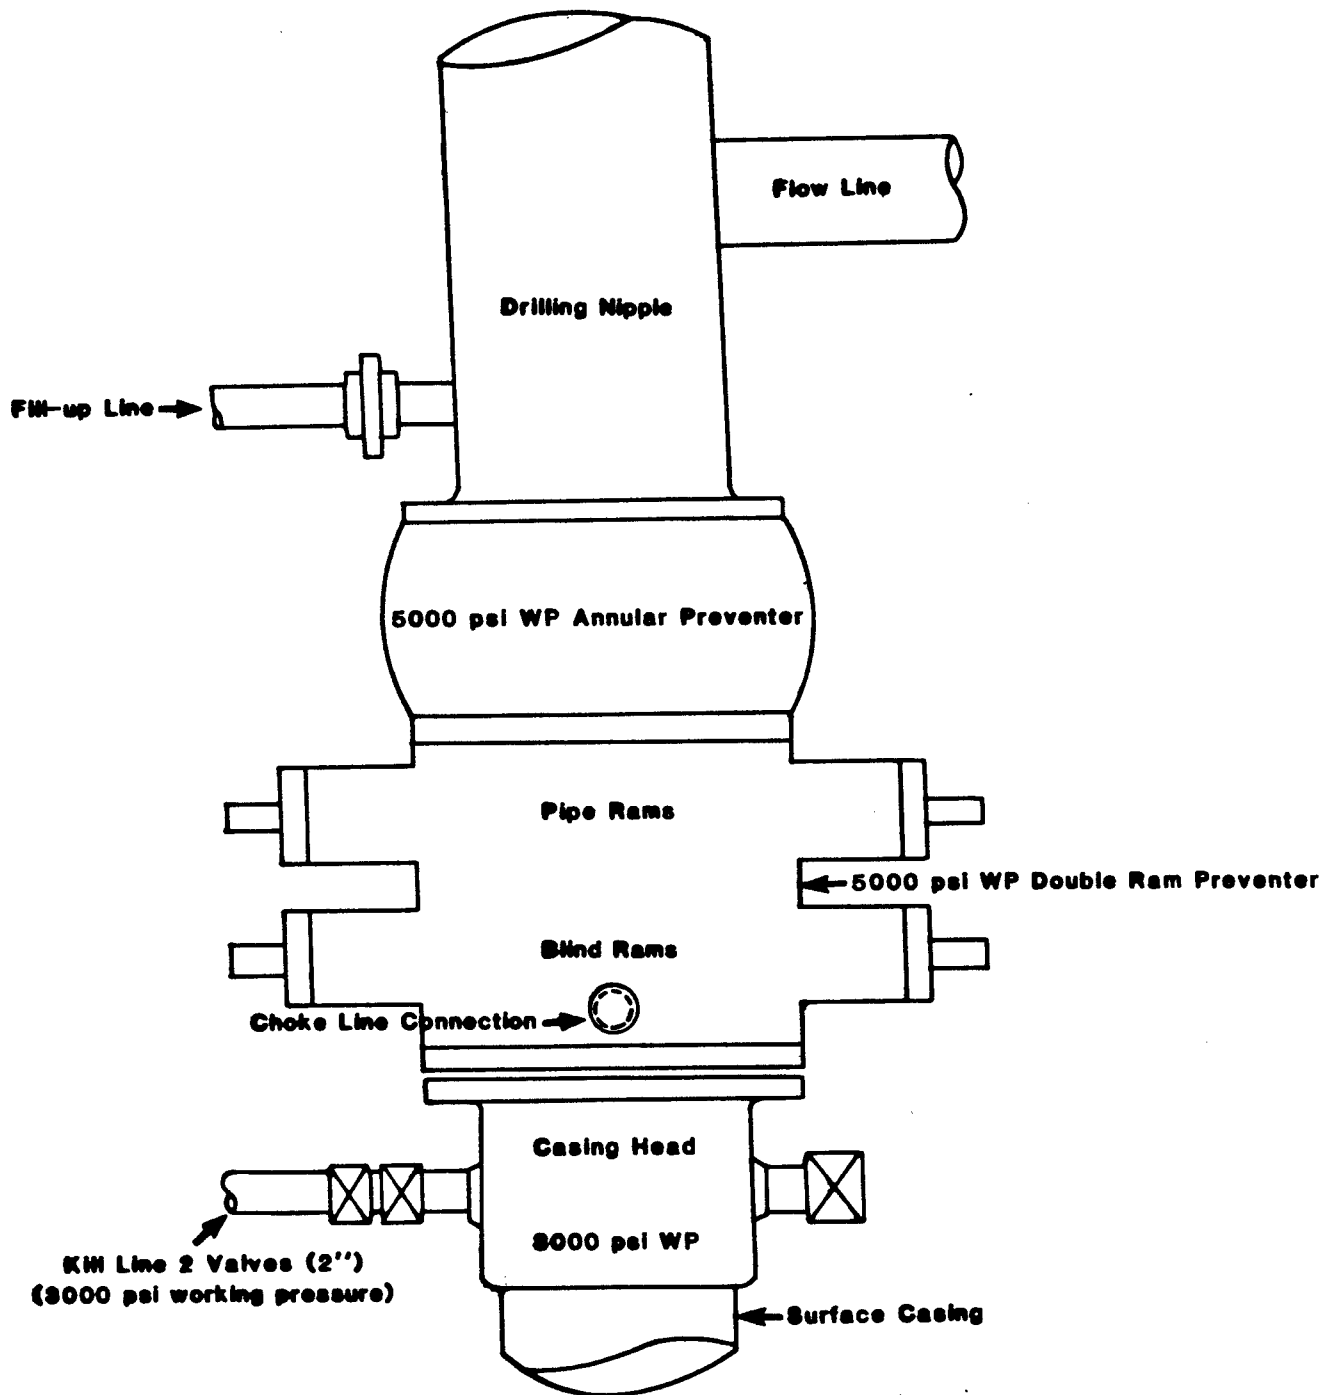 Flow Line
Drilling Nipple
Fill-up Line
5000 psi WP Annular Preventer
Pipe Rams
5000 psi WP Double Ram Preventer
Blind Rams
Choke Line Connection
Casing Head
3000 psi WP
Kill Line 2 Valves (2")
(3000 psi working pressure)
Surface Casing